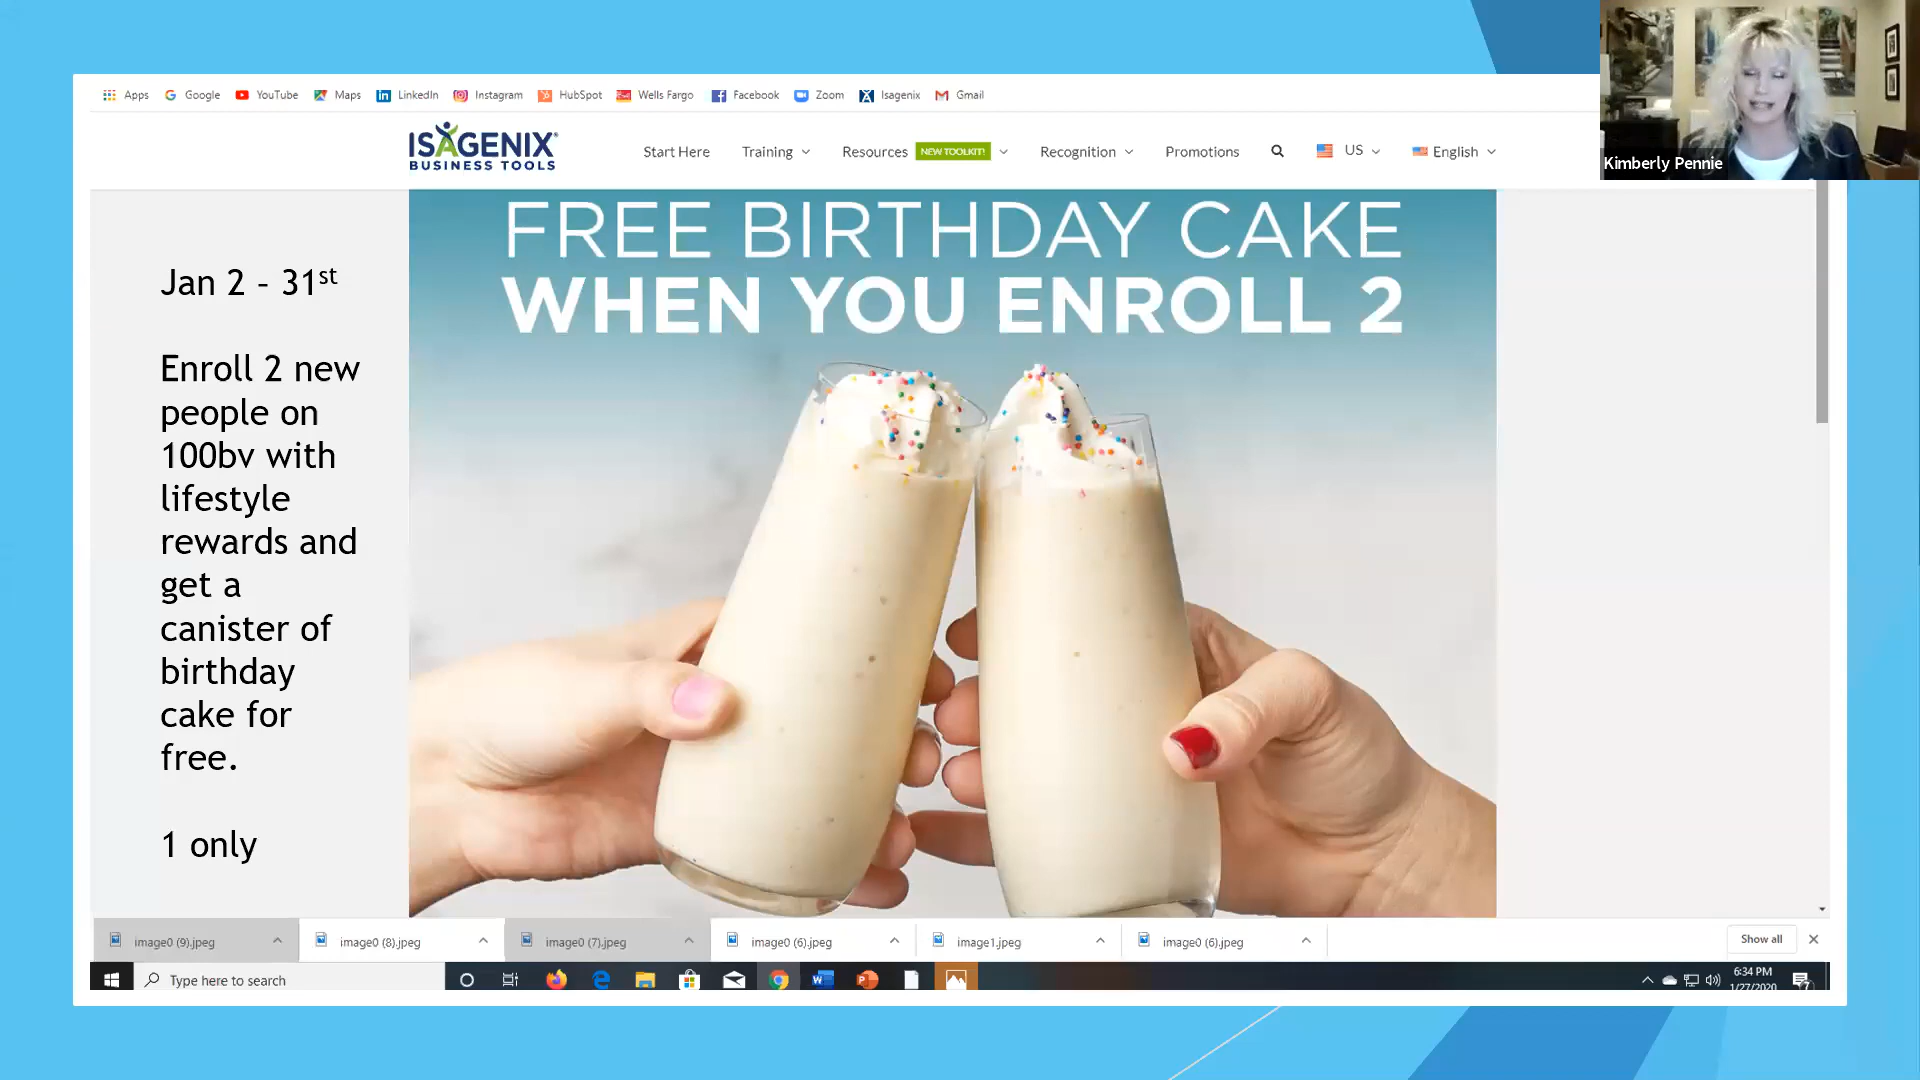 Apps Google YouTube Maps LinkedIn Instagram HubSpot Wells Fargo Facebook Zoom Isagenix Gmail
ISAGENIX
BUSINESS TOOLS
Start Here Training Resources NEW TOOLKIT! Recognition Promotions US English
Kimberly Pennie
FREE BIRTHDAY CAKE
WHEN YOU ENROLL 2
Jan 2 - 31st
Enroll 2 new
people on
100bv with
lifestyle
rewards and
get a
canister of
birthday
cake for
free.
1 only
image0 (9).jpeg image0 (8).jpeg image0 (7).jpeg image0 (6).jpeg image1.jpeg image0 (6).jpeg Show all
Type here to search
6:34 PM
1/27/2020
7